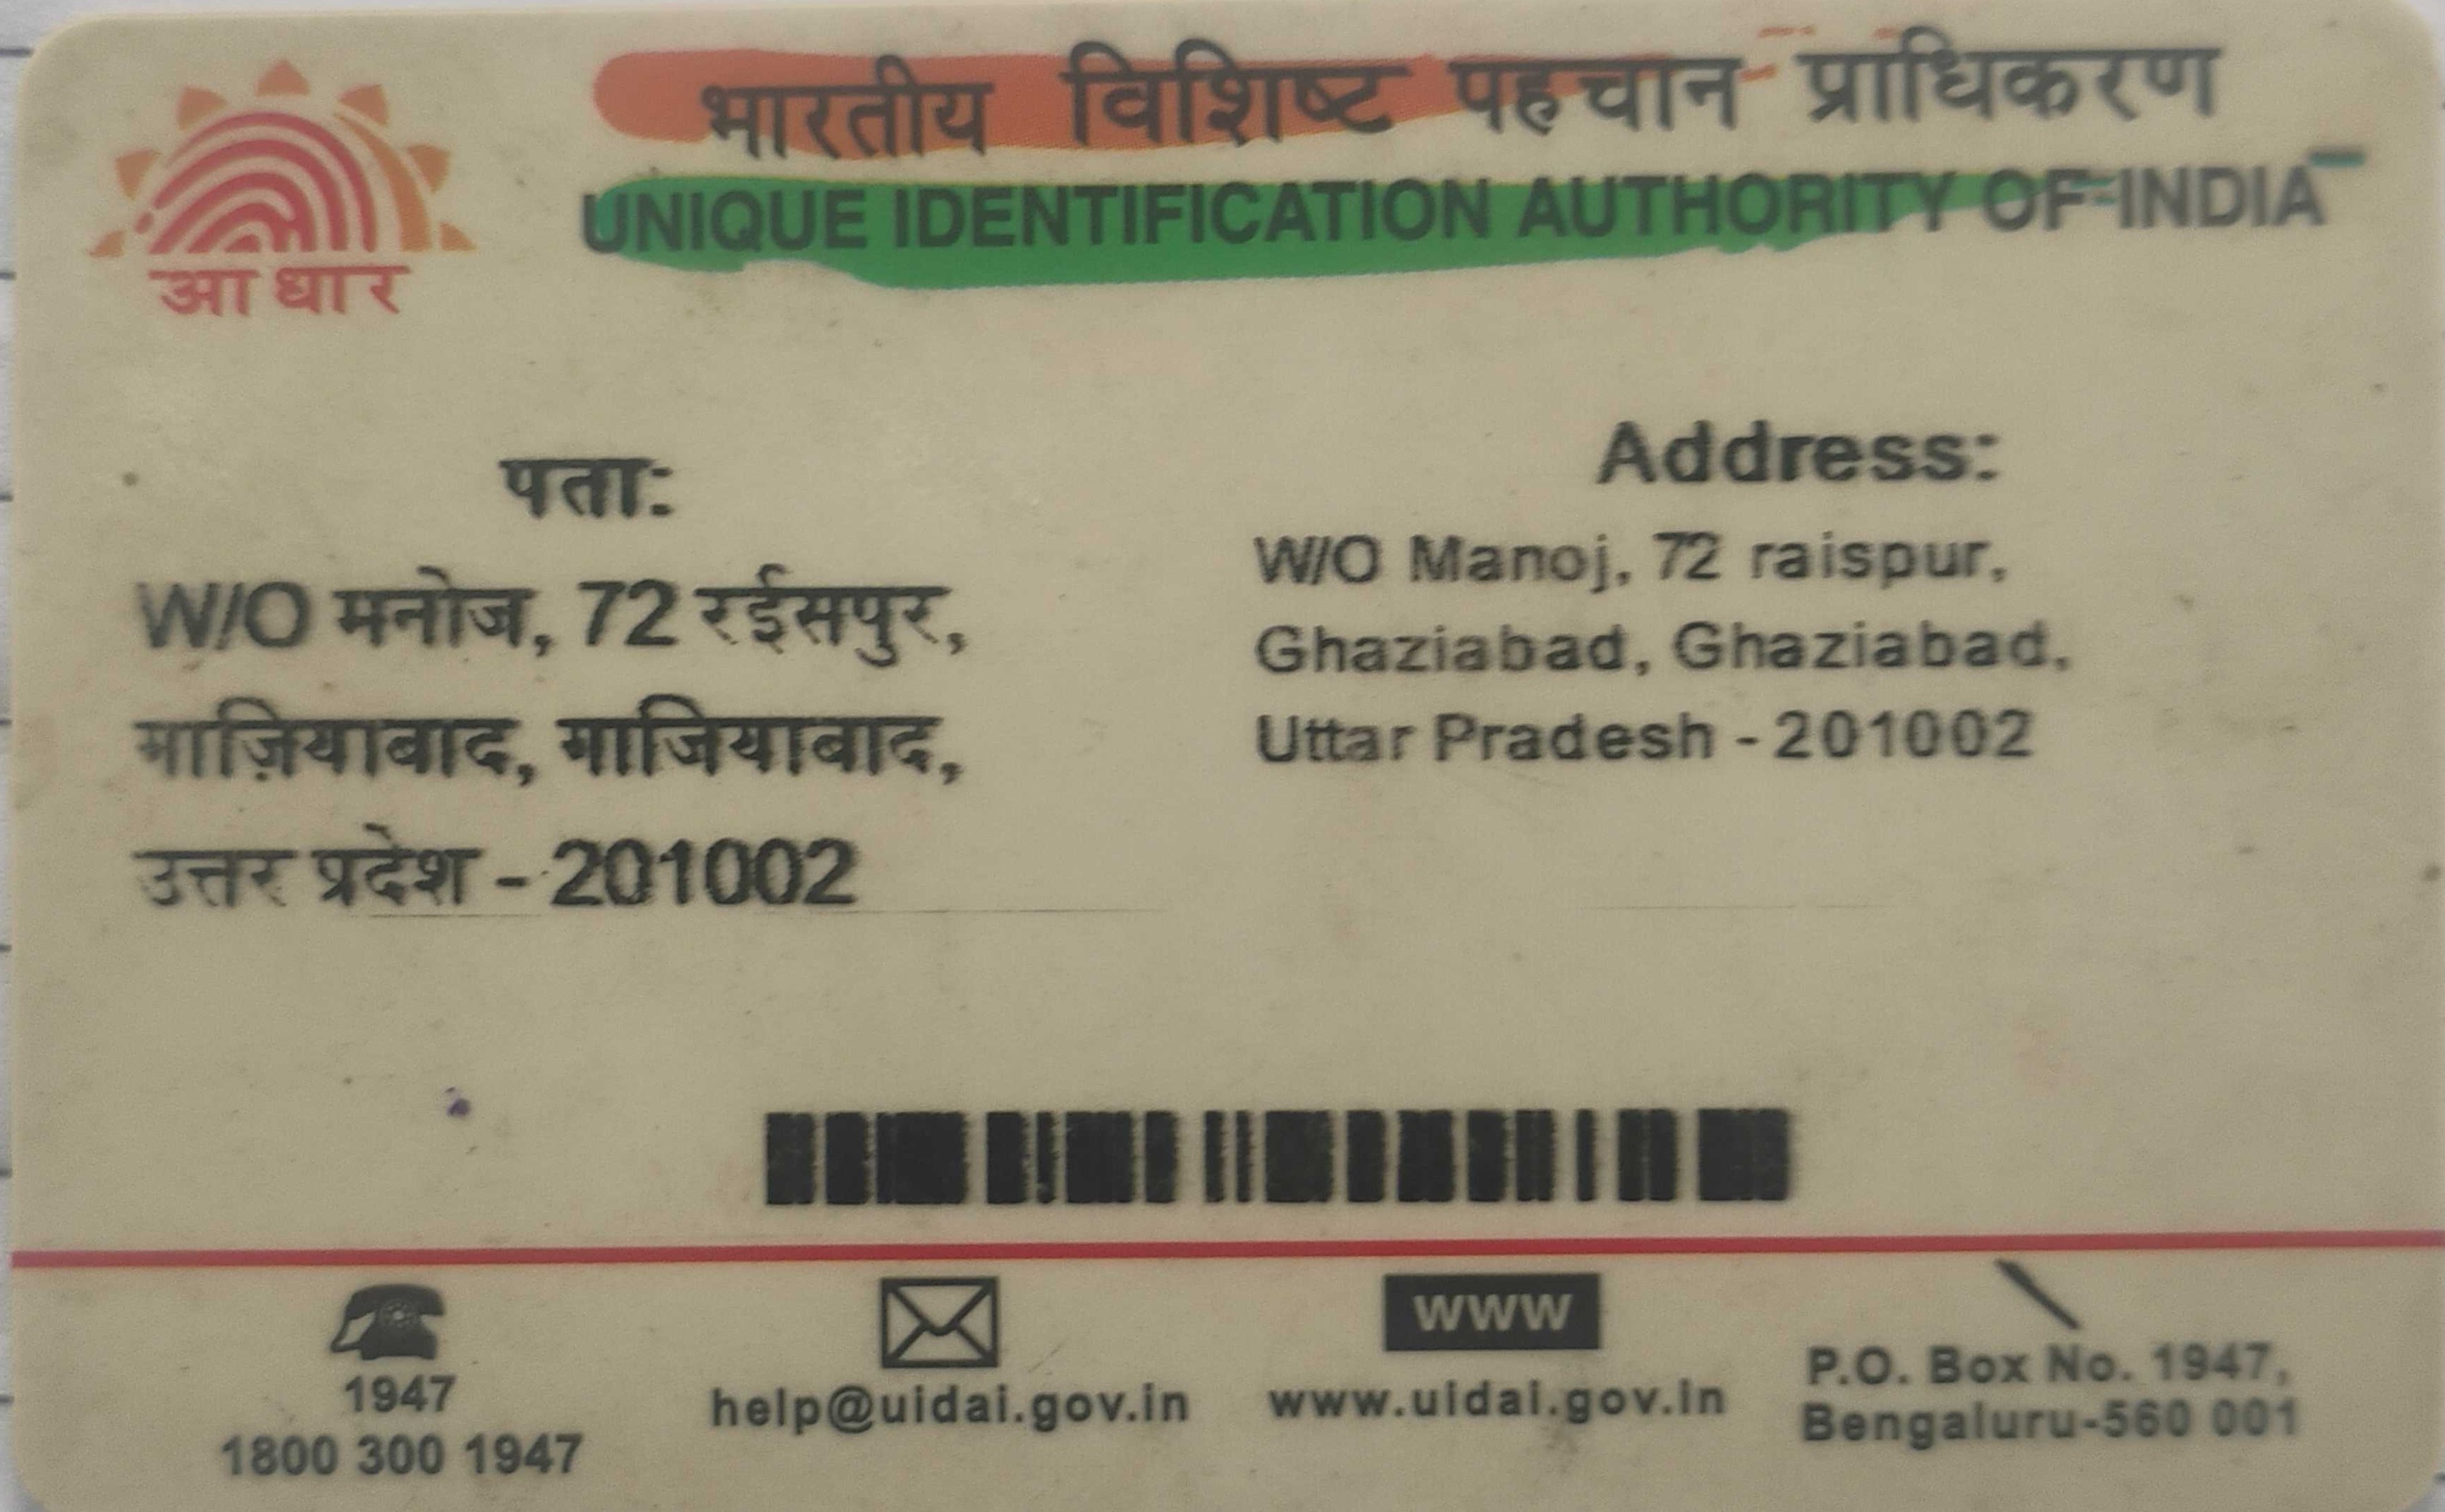 भारतीय विशिष्ट पहचान प्राधिकरण
UNIQUE IDENTIFICATION AUTHORITY OF INDIA
आधार
पता:
W/O मनोज, 72 रईसपुर,
गाज़ियाबाद, गाजियाबाद,
उत्तर प्रदेश - 201002
Address:
W/O Manoj, 72 raispur,
Ghaziabad, Ghaziabad,
Uttar Pradesh - 201002
1947
1800 300 1947
help@uidai.gov.in
www
www.uidai.gov.in
P.O. Box No. 1947,
Bengaluru-560 001